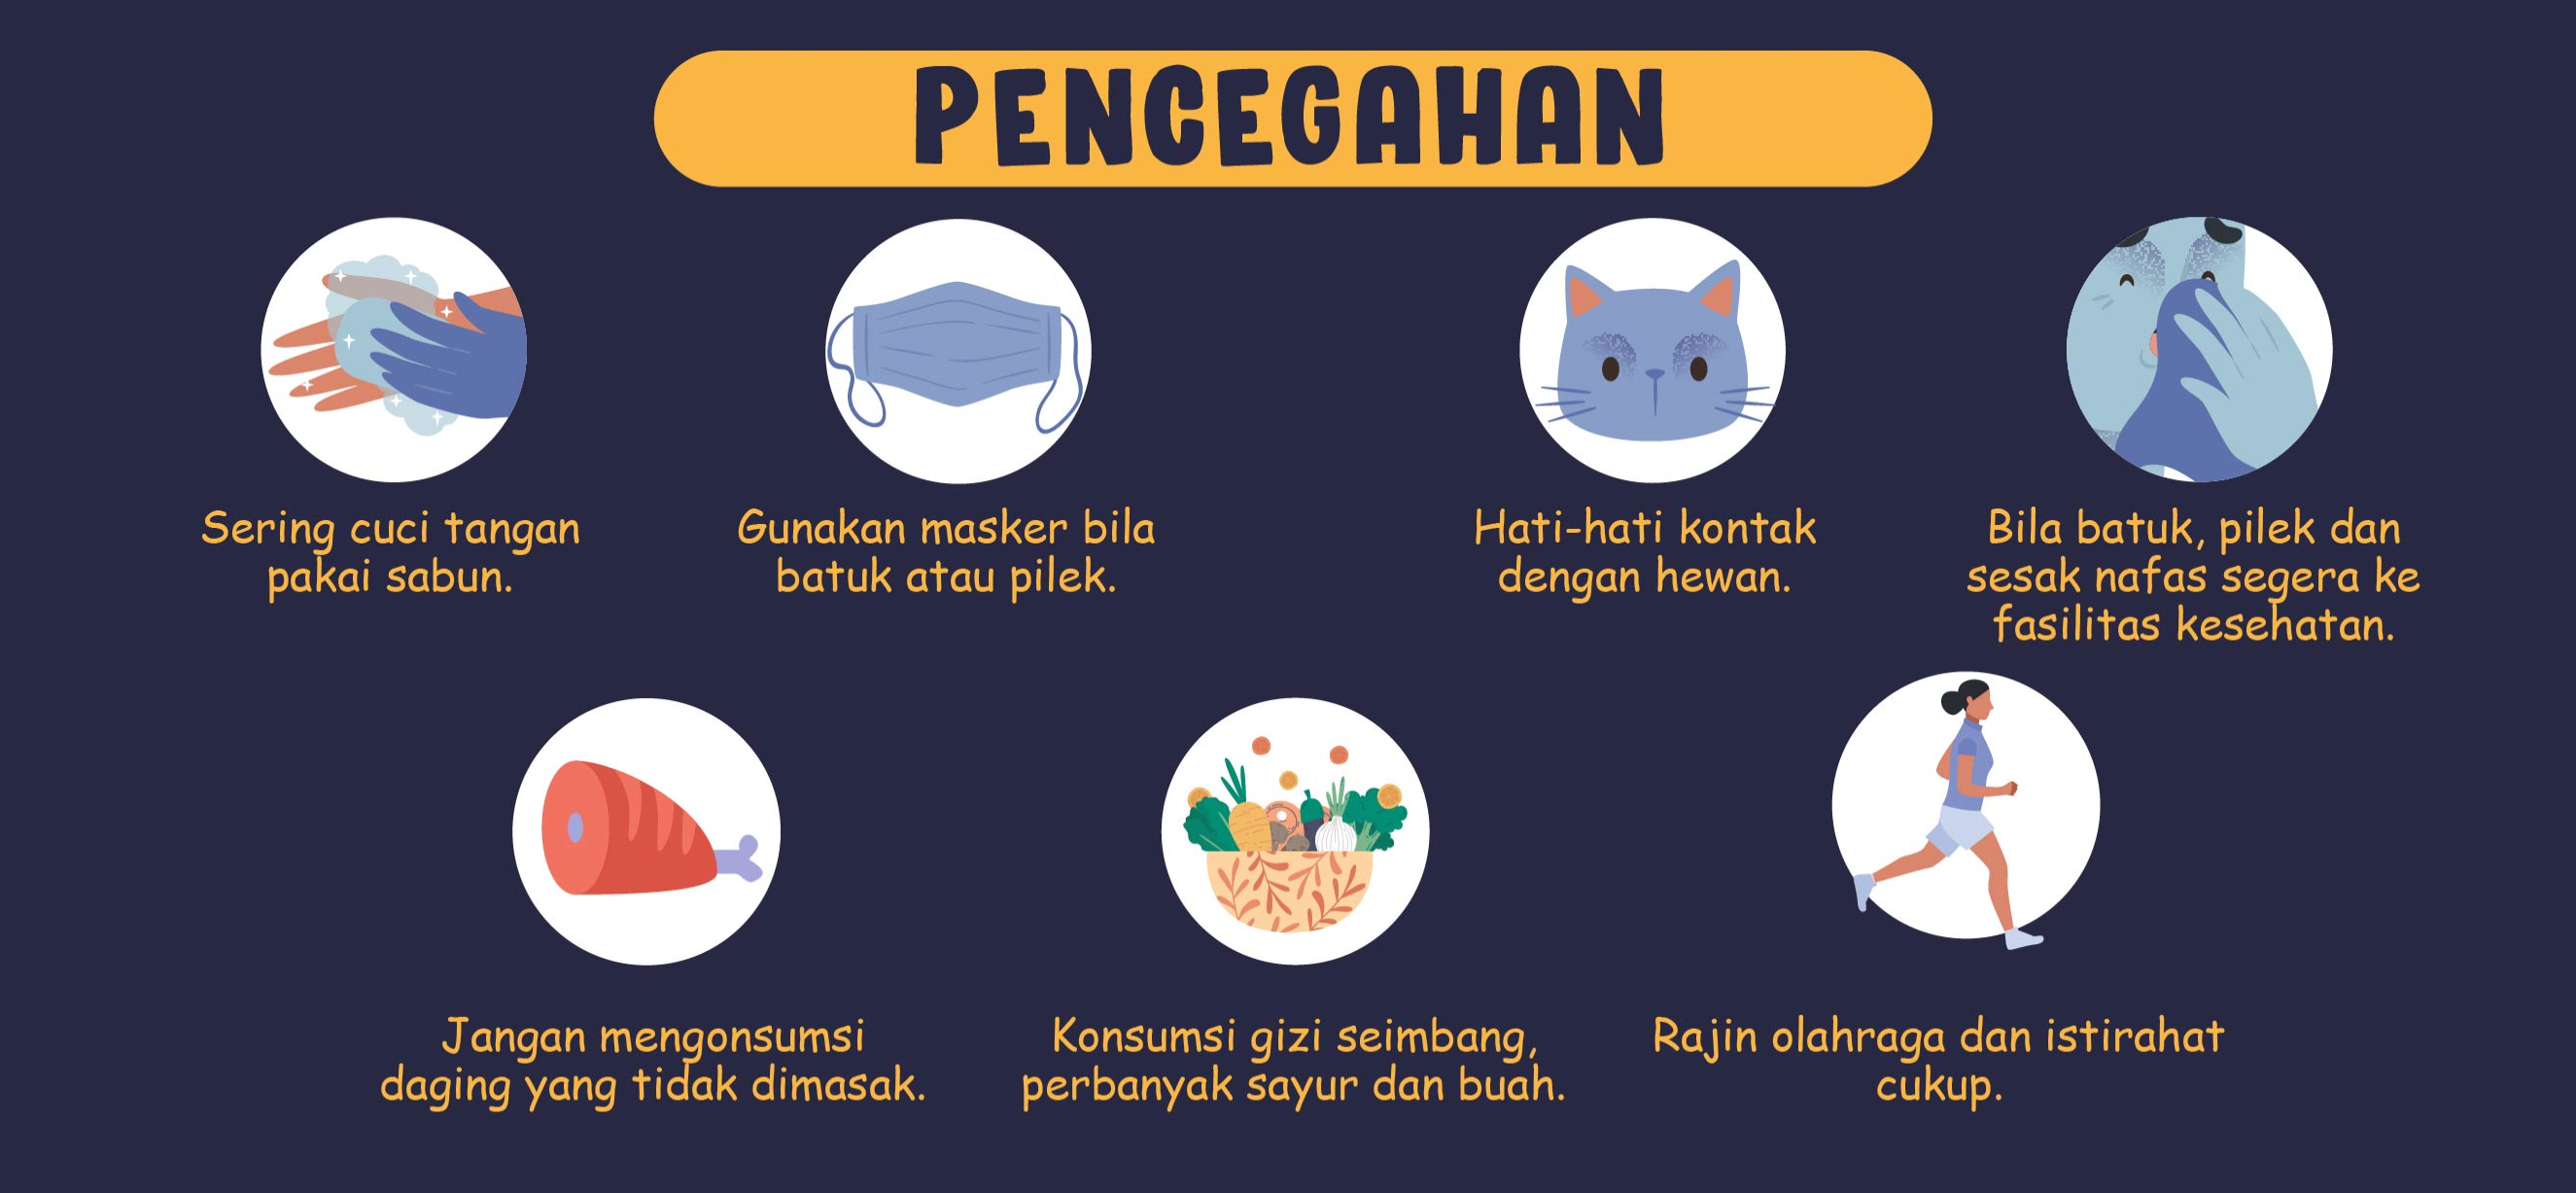 PENCEGAHAN
Sering cuci tangan
pakai sabun.
Gunakan masker bila
batuk atau pilek.
Hati-hati kontak
dengan hewan.
Bila batuk, pilek dan
sesak nafas segera ke
fasilitas kesehatan.
Jangan mengonsumsi
daging yang tidak dimasak.
Konsumsi gizi seimbang,
perbanyak sayur dan buah.
Rajin olahraga dan istirahat
cukup.